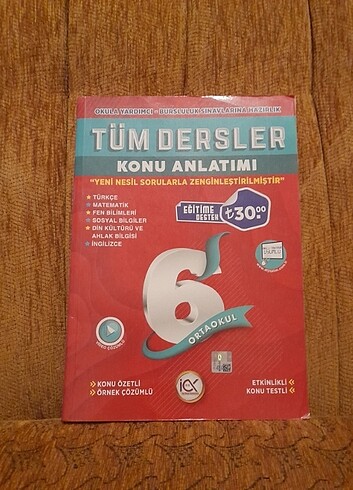 OKULA YARDIMCI - BURSLULUK SINAVLARINA HAZIRLIK
TÜM DERSLER
KONU ANLATIMI
"YENİ NESİL SORULARLA ZENGİNLEŞTİRİLMİŞTİR"
TÜRKÇE
MATEMATİK
FEN BİLİMLERİ
SOSYAL BİLGİLER
DİN KÜLTÜRÜ VE
AHLAK BİLGİSİ
İNGİLİZCE
EĞİTİME
DESTEK
₺30.00
6
ORTAOKUL
KONU ÖZETLİ
ÖRNEK ÇÖZÜMLÜ
ETKİNLİKLİ
KONU TESTLİ